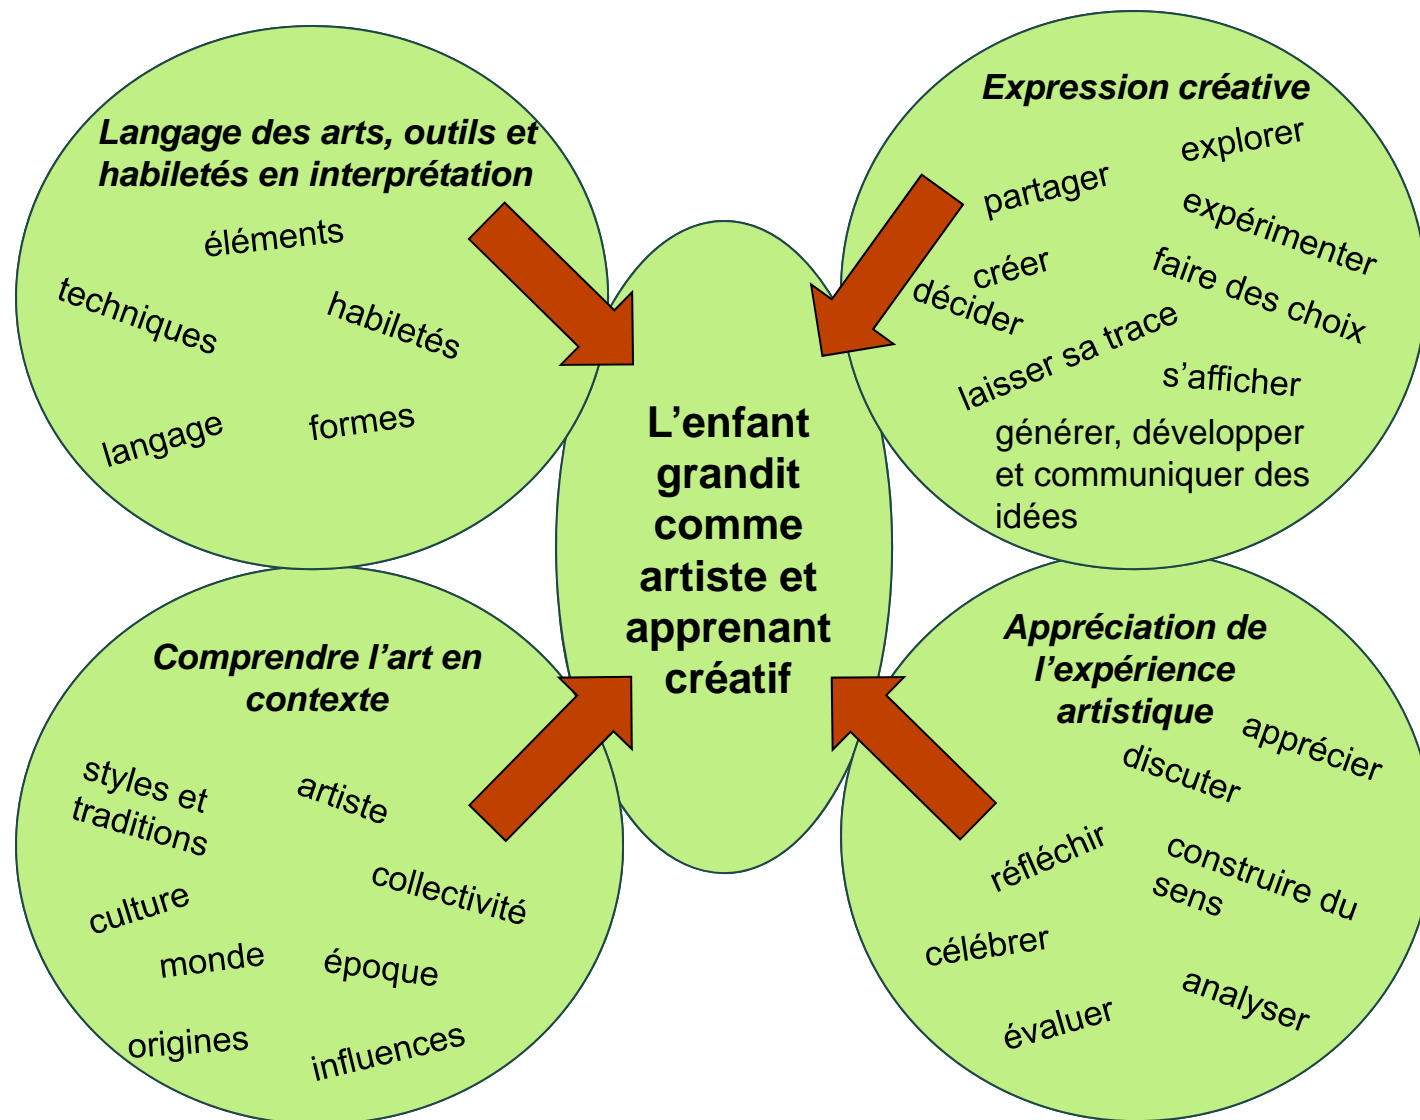 Langage des arts, outils et
habiletés en interprétation
éléments
techniques
habiletés
langage
formes
Expression créative
explorer
partager
expérimenter
créer
faire des choix
décider
laisser sa trace
s’afficher
générer, développer
et communiquer des
idées
L’enfant
grandit
comme
artiste et
apprenant
créatif
Comprendre l’art en
contexte
styles et
traditions
artiste
collectivité
culture
monde
époque
origines
influences
Appréciation de
l’expérience
artistique
apprécier
discuter
réfléchir
construire du
sens
célébrer
analyser
évaluer